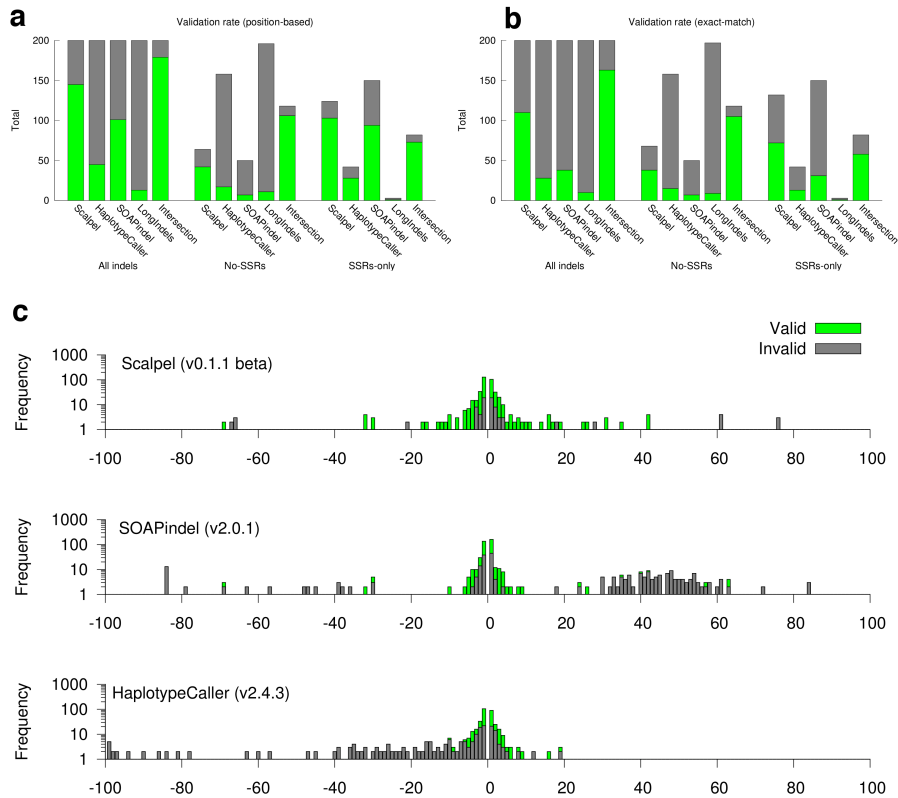 a
Validation rate (position-based)
Total
200
150
100
50
0
Scalpel
HaplotypeCaller
SOAPindel
LongIndels
Intersection
Scalpel
HaplotypeCaller
SOAPindel
LongIndels
Intersection
Scalpel
HaplotypeCaller
SOAPindel
LongIndels
Intersection
All indels
No-SSRs
SSRs-only
b
Validation rate (exact-match)
Total
200
150
100
50
0
Scalpel
HaplotypeCaller
SOAPindel
LongIndels
Intersection
Scalpel
HaplotypeCaller
SOAPindel
LongIndels
Intersection
Scalpel
HaplotypeCaller
SOAPindel
LongIndels
Intersection
All indels
No-SSRs
SSRs-only
c
Valid
Invalid
Scalpel (v0.1.1 beta)
Frequency
1000
100
10
1
-100 -80 -60 -40 -20 0 20 40 60 80 100
SOAPindel (v2.0.1)
Frequency
1000
100
10
1
-100 -80 -60 -40 -20 0 20 40 60 80 100
HaplotypeCaller (v2.4.3)
Frequency
1000
100
10
1
-100 -80 -60 -40 -20 0 20 40 60 80 100